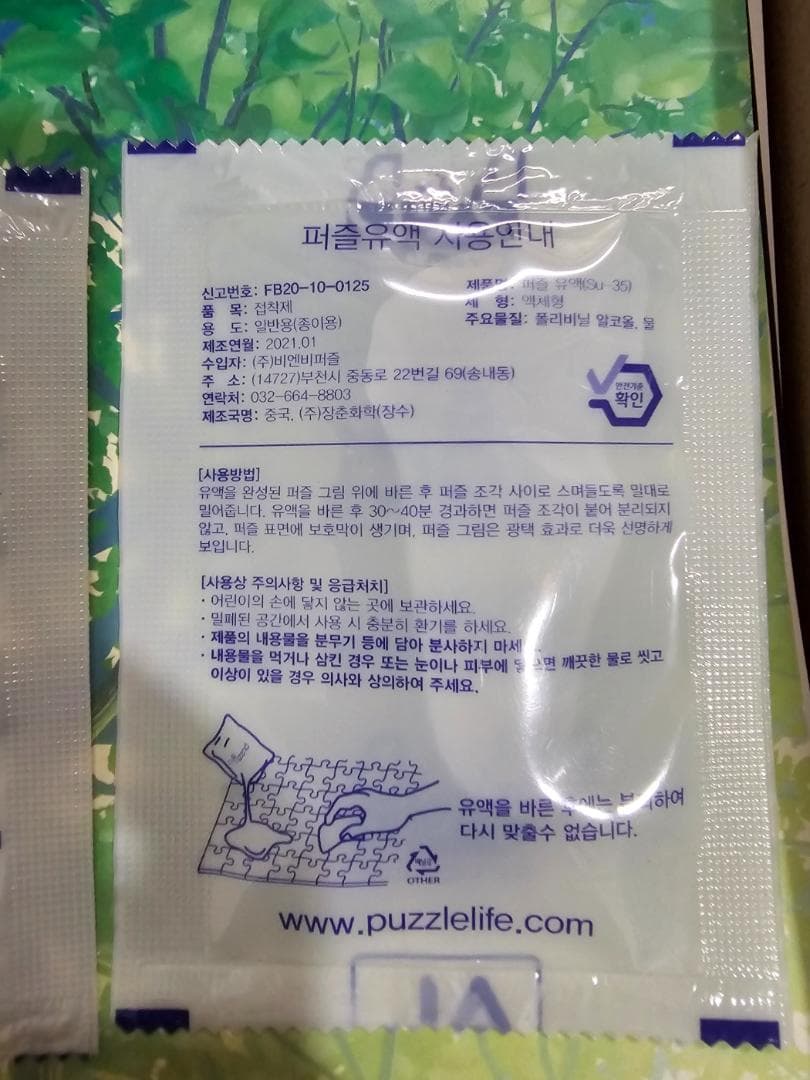 퍼즐유액 사용안내
신고번호: FB20-10-0125
제품명: 퍼즐 유액(Su-35)
품 목: 접착제
제 형: 액체형
용 도: 일반용(종이용)
주요물질: 폴리비닐 알코올, 물
제조연월: 2021.01
수입자: (주)비엔비퍼즐
주 소: (14727)부천시 중동로 22번길 69(송내동)
연락처: 032-664-8803
제조국명: 중국, (주)장춘화학(장수)
안전기준
확인
[사용방법]
유액을 완성된 퍼즐 그림 위에 바른 후 퍼즐 조각 사이로 스며들도록 밀대로
밀어줍니다. 유액을 바른 후 30~40분 경과하면 퍼즐 조각이 붙어 분리되지
않고, 퍼즐 표면에 보호막이 생기며, 퍼즐 그림은 광택 효과로 더욱 선명하게
보입니다.
[사용상 주의사항 및 응급처치]
· 어린이의 손에 닿지 않는 곳에 보관하세요.
· 밀폐된 공간에서 사용 시 충분히 환기를 하세요.
· 제품의 내용물을 분무기 등에 담아 분사하지 마세요.
· 내용물을 먹거나 삼킨 경우 또는 눈이나 피부에 닿으면 깨끗한 물로 씻고
이상이 있을 경우 의사와 상의하여 주세요.
유액을 바른 후에는 분리하여
다시 맞출수 없습니다.
비닐류
OTHER
www.puzzlelife.com